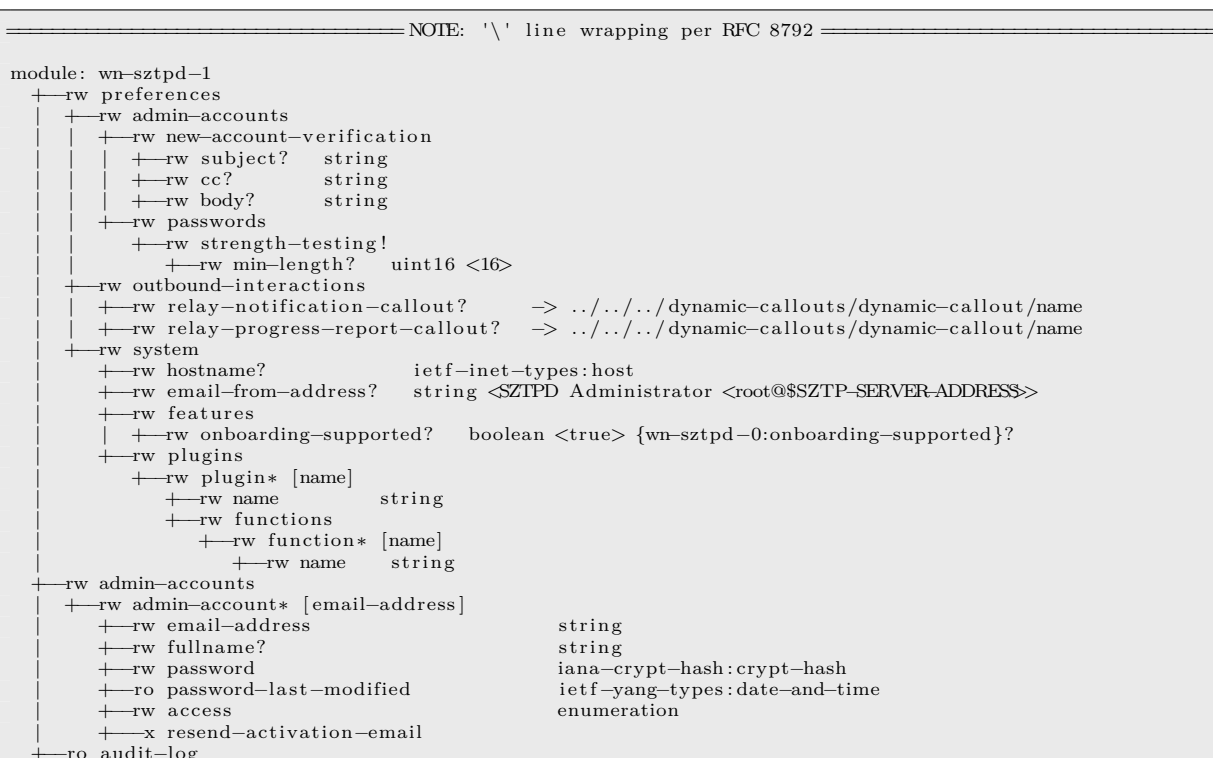 =============== NOTE: '\' line wrapping per RFC 8792 ================
module: wn-sztpd-1
  +--rw preferences
  |  +--rw admin-accounts
  |  |  +--rw new-account-verification
  |  |  |  +--rw subject?   string
  |  |  |  +--rw cc?        string
  |  |  |  +--rw body?      string
  |  |  +--rw passwords
  |  |     +--rw strength-testing!
  |  |        +--rw min-length?   uint16 <16>
  |  +--rw outbound-interactions
  |  |  +--rw relay-notification-callout?      -> ../../../dynamic-callouts/dynamic-callout/name
  |  |  +--rw relay-progress-report-callout?   -> ../../../dynamic-callouts/dynamic-callout/name
  |  +--rw system
  |     +--rw hostname?             ietf-inet-types:host
  |     +--rw email-from-address?   string <SZTPD Administrator <root@$SZTP-SERVER-ADDRESS>>
  |     +--rw features
  |     |  +--rw onboarding-supported?   boolean <true> {wn-sztpd-0:onboarding-supported}?
  |     +--rw plugins
  |        +--rw plugin* [name]
  |           +--rw name         string
  |           +--rw functions
  |              +--rw function* [name]
  |                 +--rw name    string
  +--rw admin-accounts
  |  +--rw admin-account* [email-address]
  |     +--rw email-address              string
  |     +--rw fullname?                  string
  |     +--rw password                   iana-crypt-hash:crypt-hash
  |     +--ro password-last-modified     ietf-yang-types:date-and-time
  |     +--rw access                     enumeration
  |     +---x resend-activation-email
  +--ro audit-log